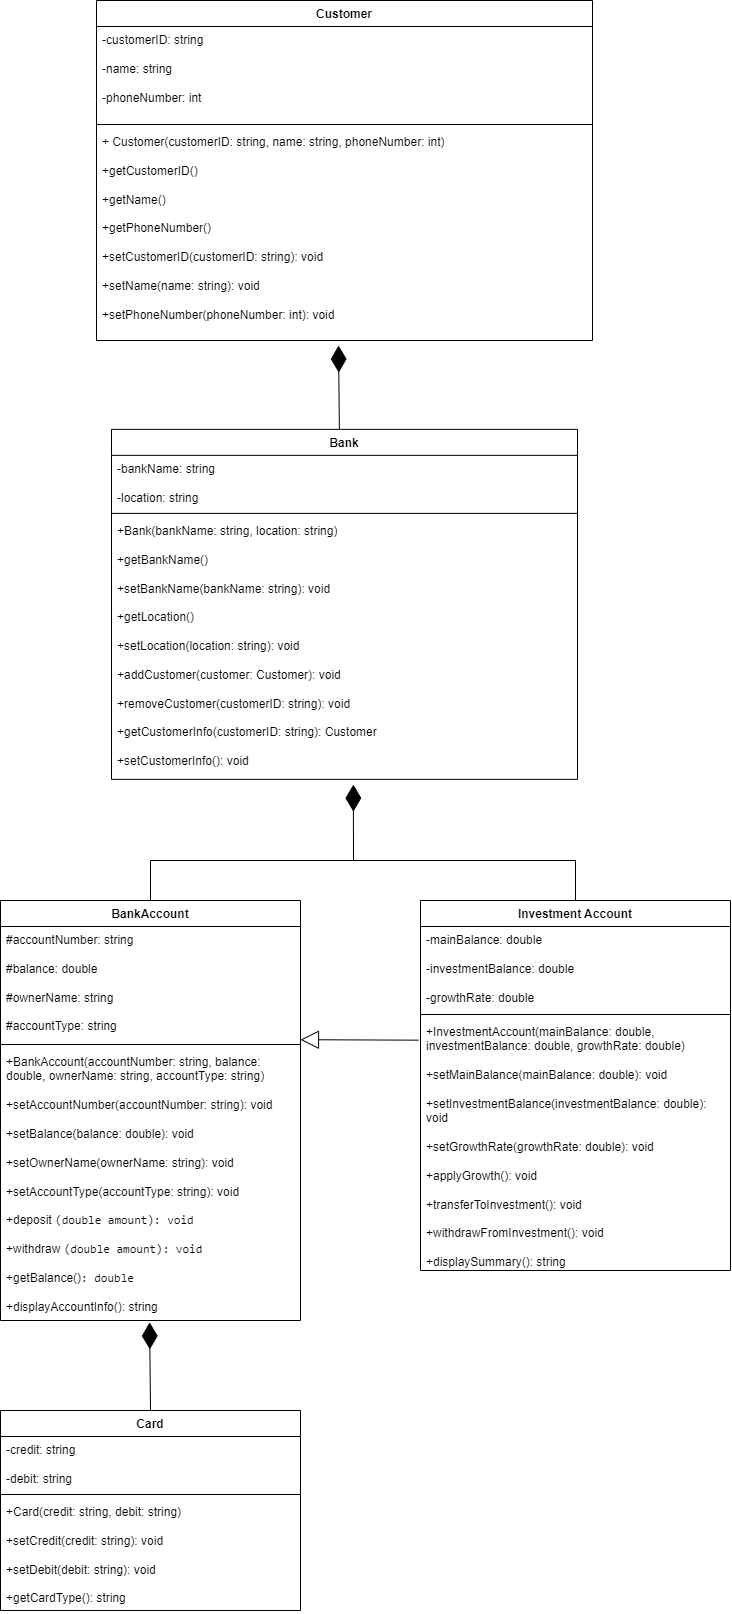 Customer
-customerID: string
-name: string
-phoneNumber: int
+ Customer(customerID: string, name: string, phoneNumber: int)
+getCustomerID()
+getName()
+getPhoneNumber()
+setCustomerID(customerID: string): void
+setName(name: string): void
+setPhoneNumber(phoneNumber: int): void
Bank
-bankName: string
-location: string
+Bank(bankName: string, location: string)
+getBankName()
+setBankName(bankName: string): void
+getLocation()
+setLocation(location: string): void
+addCustomer(customer: Customer): void
+removeCustomer(customerID: string): void
+getCustomerInfo(customerID: string): Customer
+setCustomerInfo(): void
BankAccount
#accountNumber: string
#balance: double
#ownerName: string
#accountType: string
+BankAccount(accountNumber: string, balance:
double, ownerName: string, accountType: string)
+setAccountNumber(accountNumber: string): void
+setBalance(balance: double): void
+setOwnerName(ownerName: string): void
+setAccountType(accountType: string): void
+deposit (double amount): void
+withdraw (double amount): void
+getBalance(): double
+displayAccountInfo(): string
Investment Account
-mainBalance: double
-investmentBalance: double
-growthRate: double
+InvestmentAccount(mainBalance: double,
investmentBalance: double, growthRate: double)
+setMainBalance(mainBalance: double): void
+setInvestmentBalance(investmentBalance: double):
void
+setGrowthRate(growthRate: double): void
+applyGrowth(): void
+transferToInvestment(): void
+withdrawFromInvestment(): void
+displaySummary(): string
Card
-credit: string
-debit: string
+Card(credit: string, debit: string)
+setCredit(credit: string): void
+setDebit(debit: string): void
+getCardType(): string